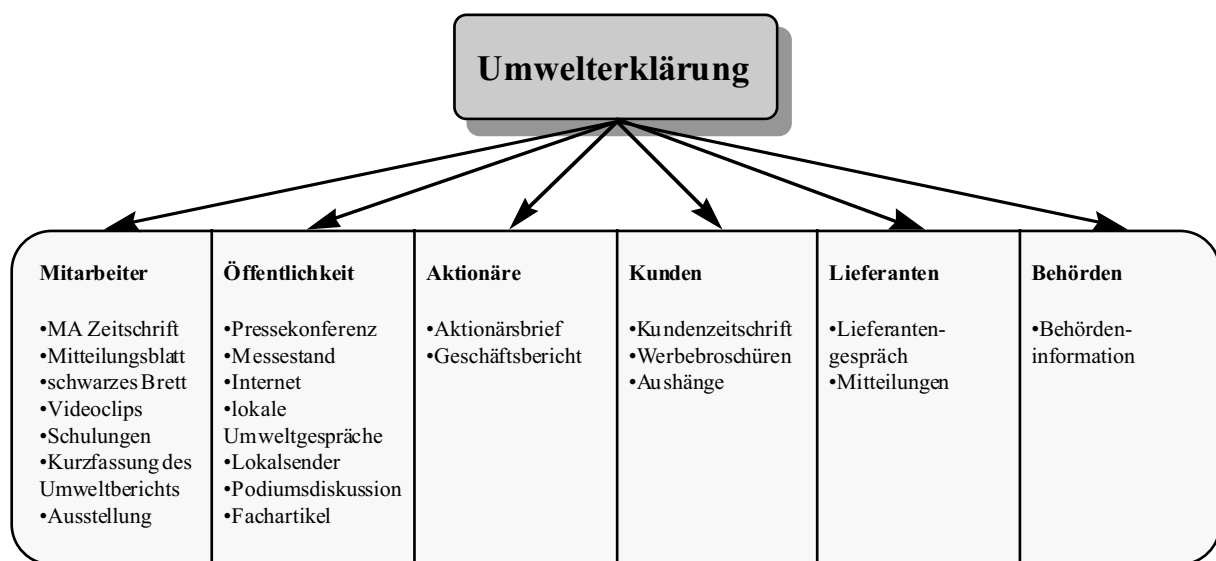 Umwelterklärung
Mitarbeiter
•MA Zeitschrift
•Mitteilungsblatt
•schwarzes Brett
•Videoclips
•Schulungen
•Kurzfassung des
Umweltberichts
•Ausstellung
Öffentlichkeit
•Pressekonferenz
•Messestand
•Internet
•lokale
Umweltgespräche
•Lokalsender
•Podiumsdiskussion
•Fachartikel
Aktionäre
•Aktionärsbrief
•Geschäftsbericht
Kunden
•Kundenzeitschrift
•Werbebroschüren
•Aushänge
Lieferanten
•Lieferanten-
gespräch
•Mitteilungen
Behörden
•Behörden-
information